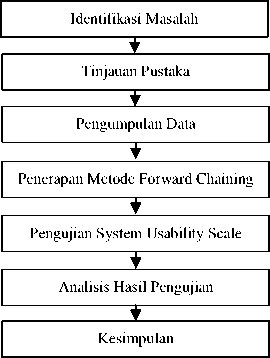 Identifikasi Masalah
Tinjauan Pustaka
Pengumpulan Data
Penerapan Metode Forward Chaining
Pengujian System Usability Scale
Analisis Hasil Pengujian
Kesimpulan